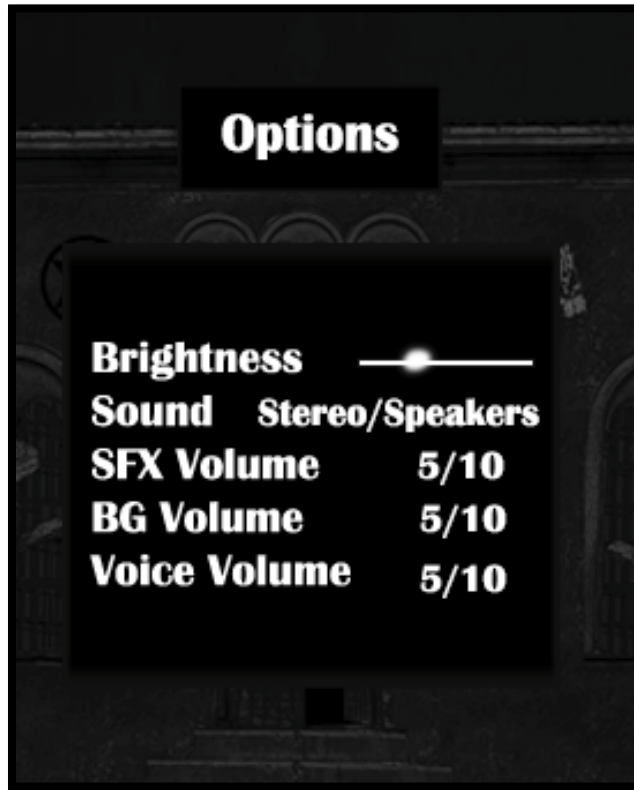 Options
Brightness
Sound Stereo/Speakers
SFX Volume 5/10
BG Volume 5/10
Voice Volume 5/10